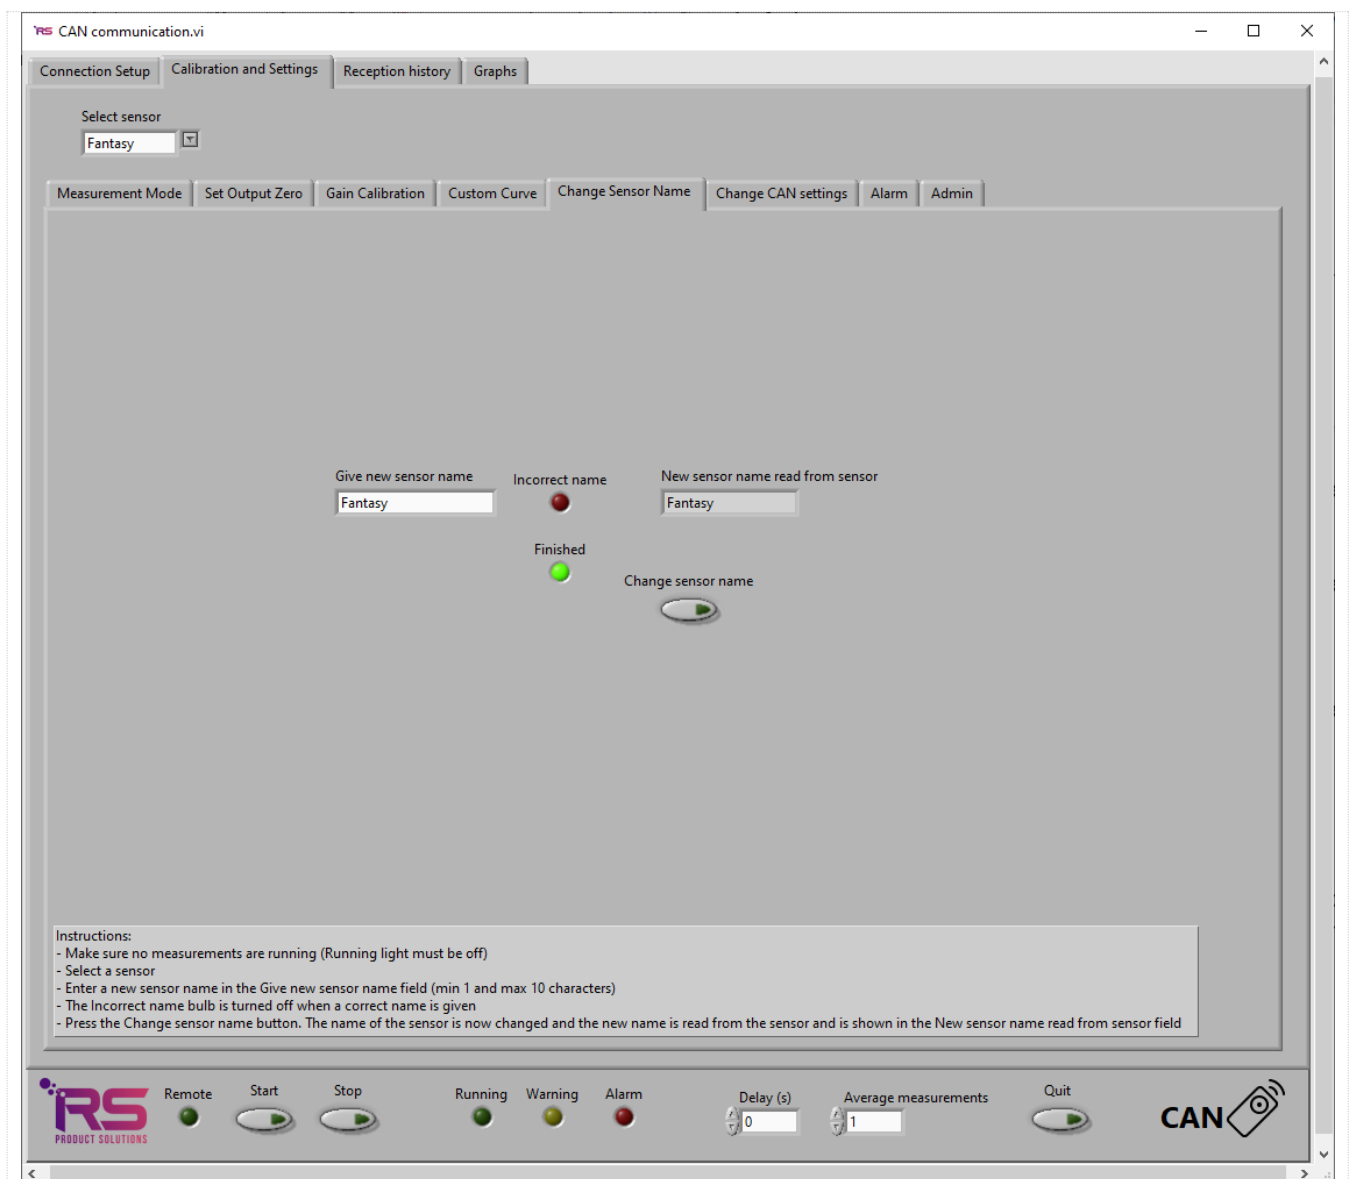 RS CAN communication.vi
Connection Setup Calibration and Settings Reception history Graphs
Select sensor
Fantasy
Measurement Mode Set Output Zero Gain Calibration Custom Curve Change Sensor Name Change CAN settings Alarm Admin
Give new sensor name Incorrect name New sensor name read from sensor
Fantasy Fantasy
Finished
Change sensor name
Instructions:
- Make sure no measurements are running (Running light must be off)
- Select a sensor
- Enter a new sensor name in the Give new sensor name field (min 1 and max 10 characters)
- The Incorrect name bulb is turned off when a correct name is given
- Press the Change sensor name button. The name of the sensor is now changed and the new name is read from the sensor and is shown in the New sensor name read from sensor field
RS
PRODUCT SOLUTIONS
Remote Start Stop Running Warning Alarm Delay (s) Average measurements Quit
0 1
CAN